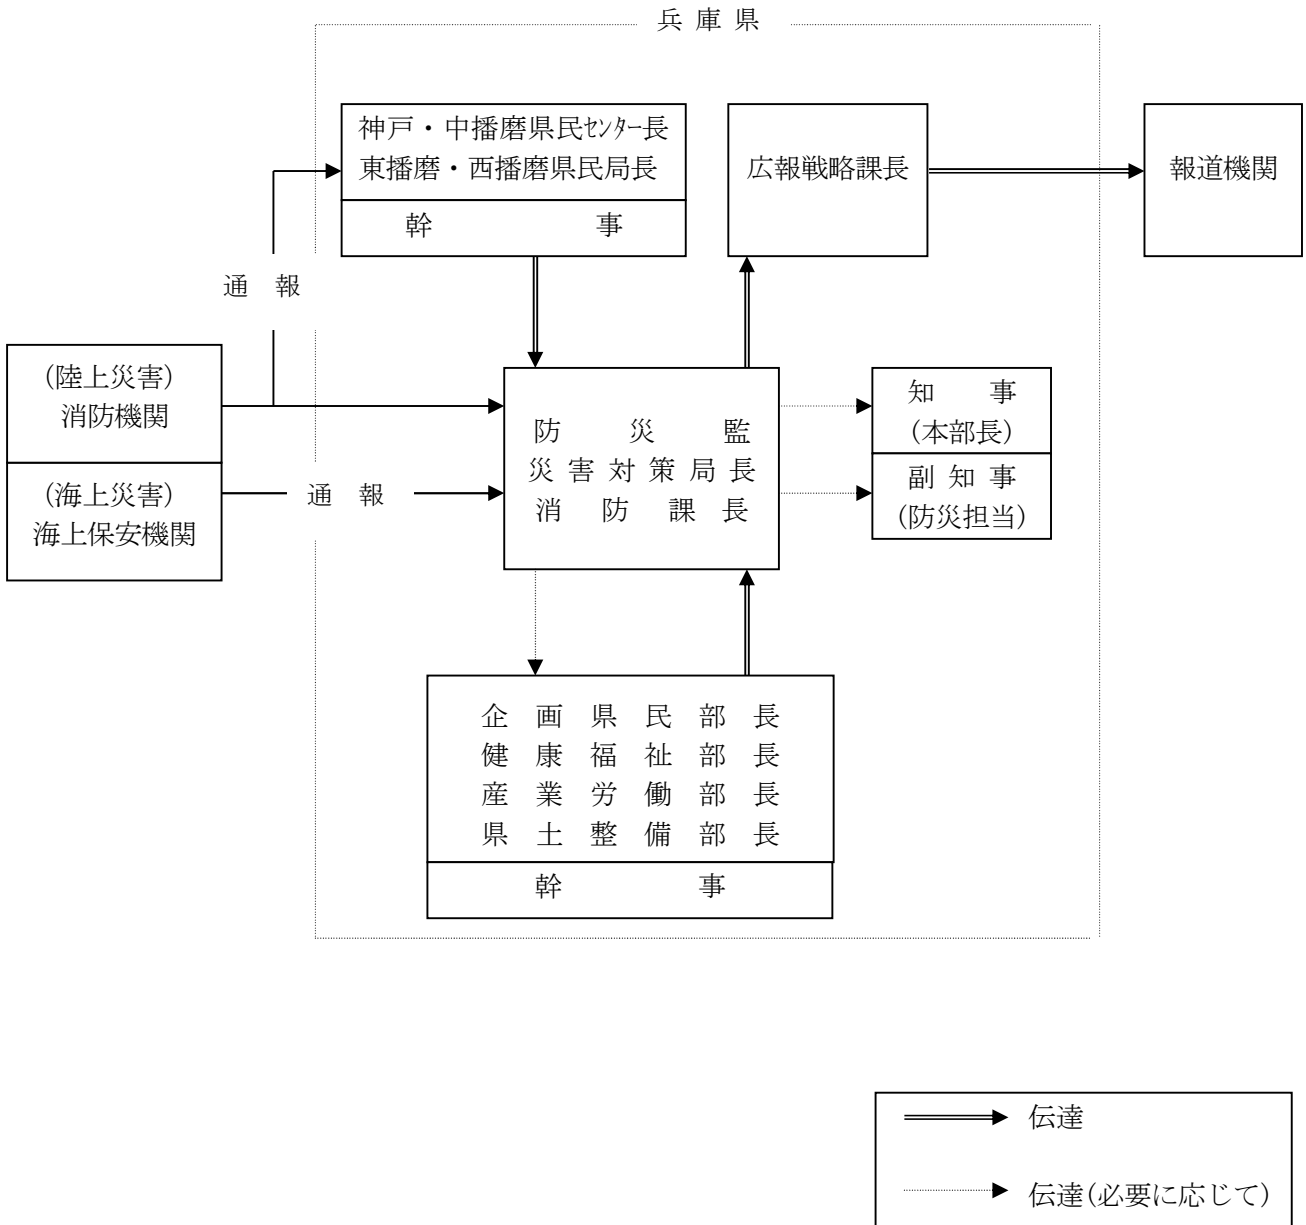 兵庫県
神戸・中播磨県民ｾﾝﾀｰ長
東播磨・西播磨県民局長
幹事
広報戦略課長
報道機関
通報
(陸上災害)
消防機関
(海上災害)
海上保安機関
通報
防災監
災害対策局長
消防課長
知事
(本部長)
副知事
(防災担当)
企画県民部長
健康福祉部長
産業労働部長
県土整備部長
幹事
伝達
伝達(必要に応じて)